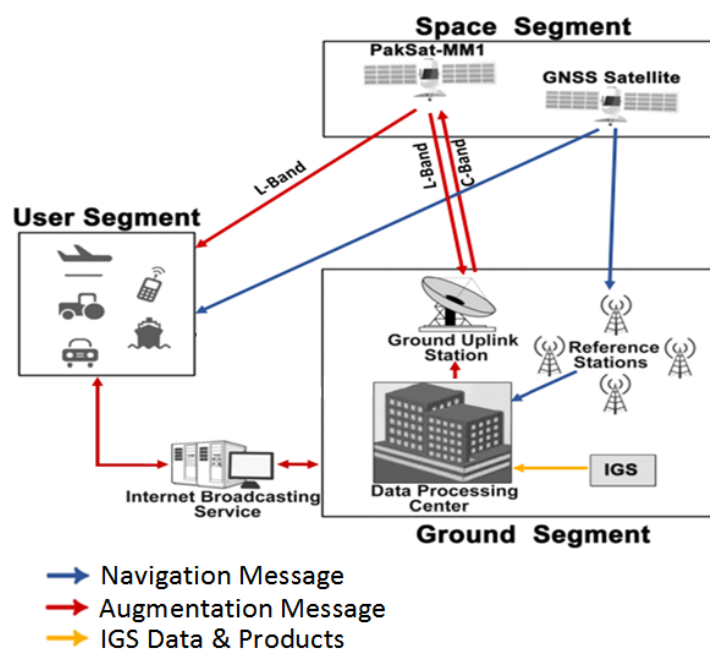 Space Segment
PakSat-MM1
GNSS Satellite
L-Band
L-Band
C-Band
User Segment
Ground Uplink
Station
Reference
Stations
IGS
Internet Broadcasting
Service
Data Processing
Center
Ground Segment
Navigation Message
Augmentation Message
IGS Data & Products